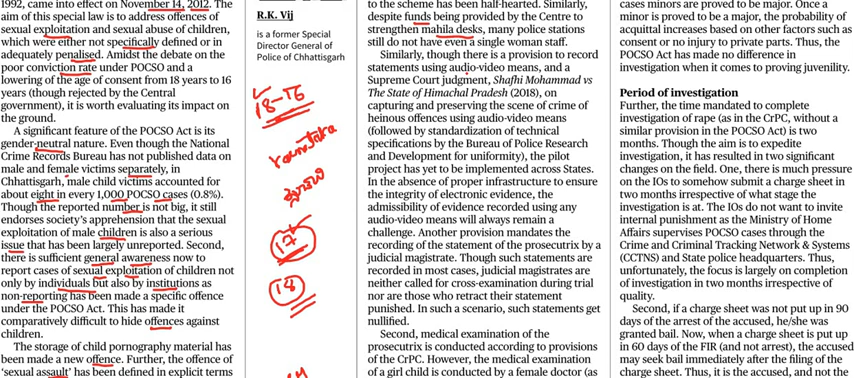 1992, came into effect on November 14, 2012. The
aim of this special law is to address offences of
sexual exploitation and sexual abuse of children,
which were either not specifically defined or in
adequately penalised. Amidst the debate on the
poor conviction rate under POCSO and a
lowering of the age of consent from 18 years to 16
years (though rejected by the Central
government), it is worth evaluating its impact on
the ground.
A significant feature of the POCSO Act is its
gender-neutral nature. Even though the National
Crime Records Bureau has not published data on
male and female victims separately, in
Chhattisgarh, male child victims accounted for
about eight in every 1,000 POCSO cases (0.8%).
Though the reported number is not big, it still
endorses society's apprehension that the sexual
exploitation of male children is also a serious
issue that has been largely unreported. Second,
there is sufficient general awareness now to
report cases of sexual exploitation of children not
only by individuals but also by institutions as
non-reporting has been made a specific offence
under the POCSO Act. This has made it
comparatively difficult to hide offences against
children.
The storage of child pornography material has
been made a new offence. Further, the offence of
'sexual assault' has been defined in explicit terms
R.K. Vij
is a former Special
Director General of
Police of Chhattisgarh
18-16
17
18
to the scheme has been half-hearted. Similarly,
despite funds being provided by the Centre to
strengthen mahila desks, many police stations
still do not have even a single woman staff.
Similarly, though there is a provision to record
statements using audio-video means, and a
Supreme Court judgment, Shafhi Mohammad vs
The State of Himachal Pradesh (2018), on
capturing and preserving the scene of crime of
heinous offences using audio-video means
(followed by standardization of technical
specifications by the Bureau of Police Research
and Development for uniformity), the pilot
project has yet to be implemented across States.
In the absence of proper infrastructure to ensure
the integrity of electronic evidence, the
admissibility of evidence recorded using any
audio-video means will always remain a
challenge. Another provision mandates the
recording of the statement of the prosecutrix by a
judicial magistrate. Though such statements are
recorded in most cases, judicial magistrates are
neither called for cross-examination during trial
nor are those who retract their statement
punished. In such a scenario, such statements get
nullified.
Second, medical examination of the
prosecutrix is conducted according to provisions
of the CrPC. However, the medical examination
of a girl child is conducted by a female doctor (as
cases minors are proved to be major. Once a
minor is proved to be a major, the probability of
acquittal increases based on other factors such as
consent or no injury to private parts. Thus, the
POCSO Act has made no difference in
investigation when it comes to proving juvenility.
Period of investigation
Further, the time mandated to complete
investigation of rape (as in the CrPC, without a
similar provision in the POCSO Act) is two
months. Though the aim is to expedite
investigation, it has resulted in two significant
changes on the field. One, there is much pressure
on the IOs to somehow submit a charge sheet in
two months irrespective of what stage the
investigation is at. The IOs do not want to invite
internal punishment as the Ministry of Home
Affairs supervises POCSO cases through the
Crime and Criminal Tracking Network & Systems
(CCTNS) and State police headquarters. Thus,
unfortunately, the focus is largely on completion
of investigation in two months irrespective of
quality.
Second, if a charge sheet was not put up in 90
days of the arrest of the accused, he/she was
granted bail. Now, when a charge sheet is put up
in 60 days of the FIR (and not arrest), the accused
may seek bail immediately after the filing of the
charge sheet. Thus, it is the accused, and not the